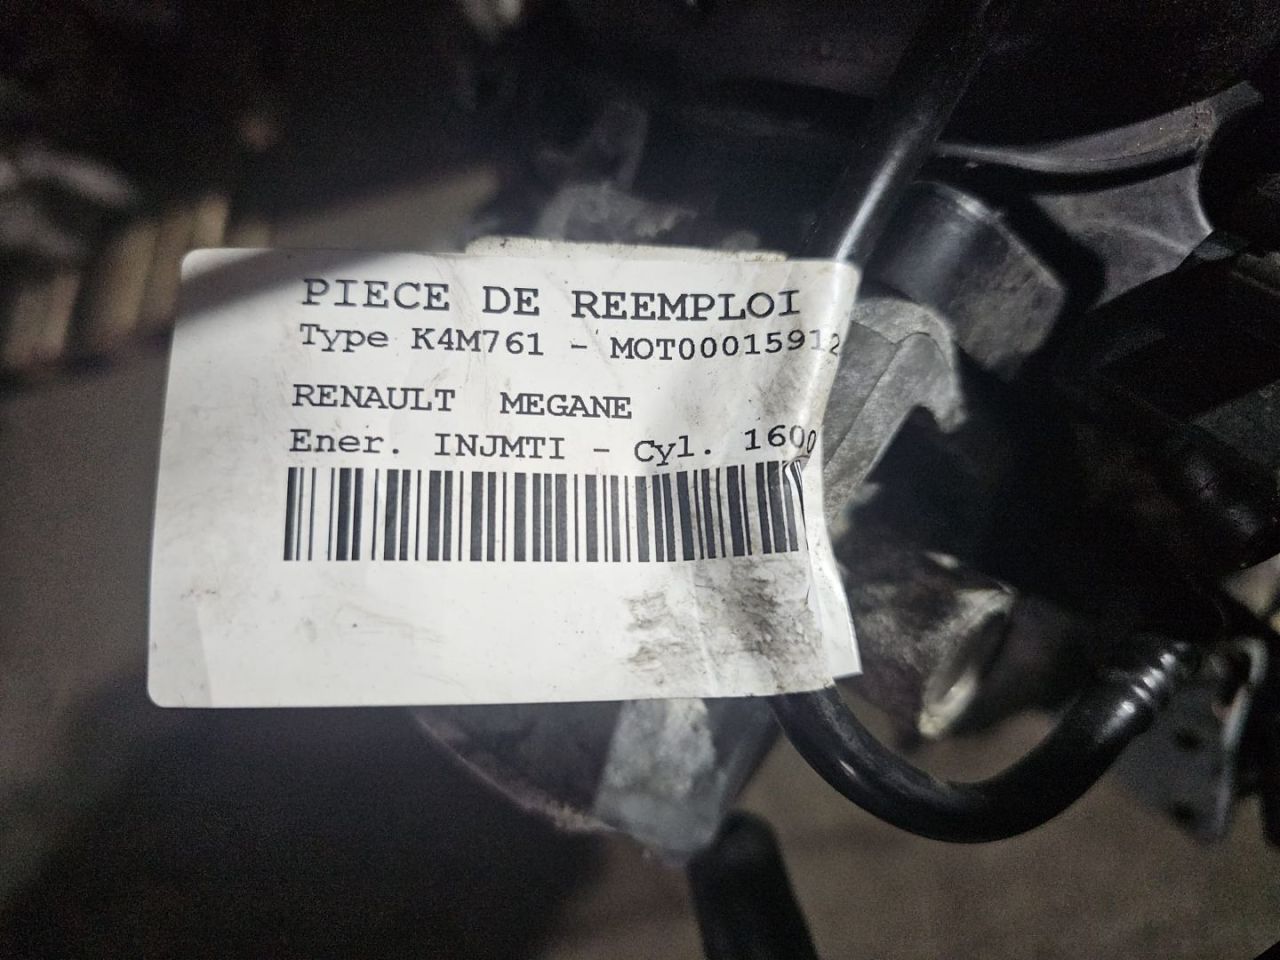 PIECE DE REEMPLOI
Type K4M761 - MOT00015912
RENAULT MEGANE
Ener. INJMTI - Cyl. 1600